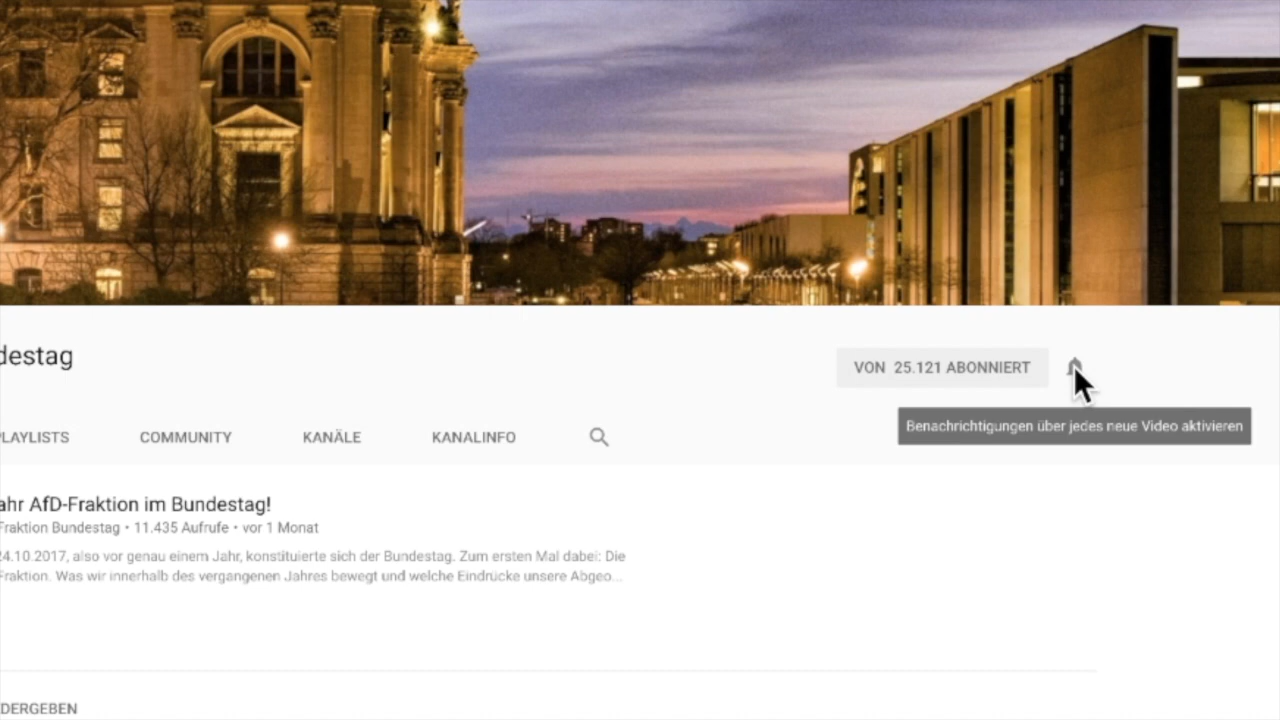 destag
VON 25.121 ABONNIERT
Benachrichtigungen über jedes neue Video aktivieren
PLAYLISTS COMMUNITY KANÄLE KANALINFO
ahr AfD-Fraktion im Bundestag!
Fraktion Bundestag • 11.435 Aufrufe • vor 1 Monat
24.10.2017, also vor genau einem Jahr, konstituierte sich der Bundestag. Zum ersten Mal dabei: Die
Fraktion. Was wir innerhalb des vergangenen Jahres bewegt und welche Eindrücke unsere Abgeo...
DERGEBEN